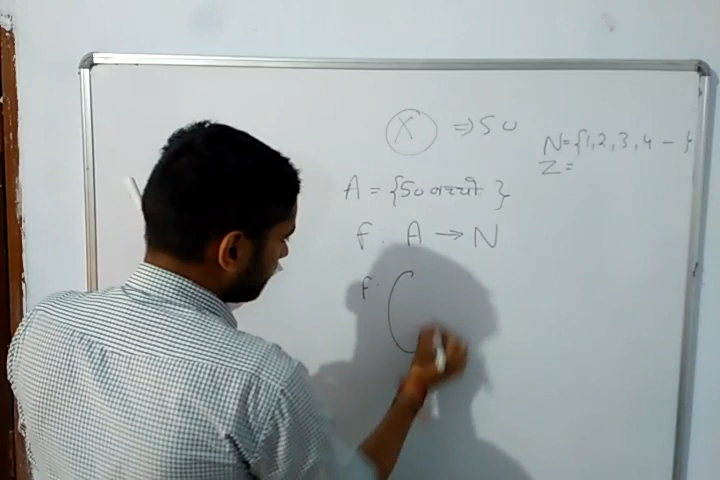 X ⇒ 50
N = {1, 2, 3, 4 - }
Z =
A = {50 बच्चो }
f : A → N
f :